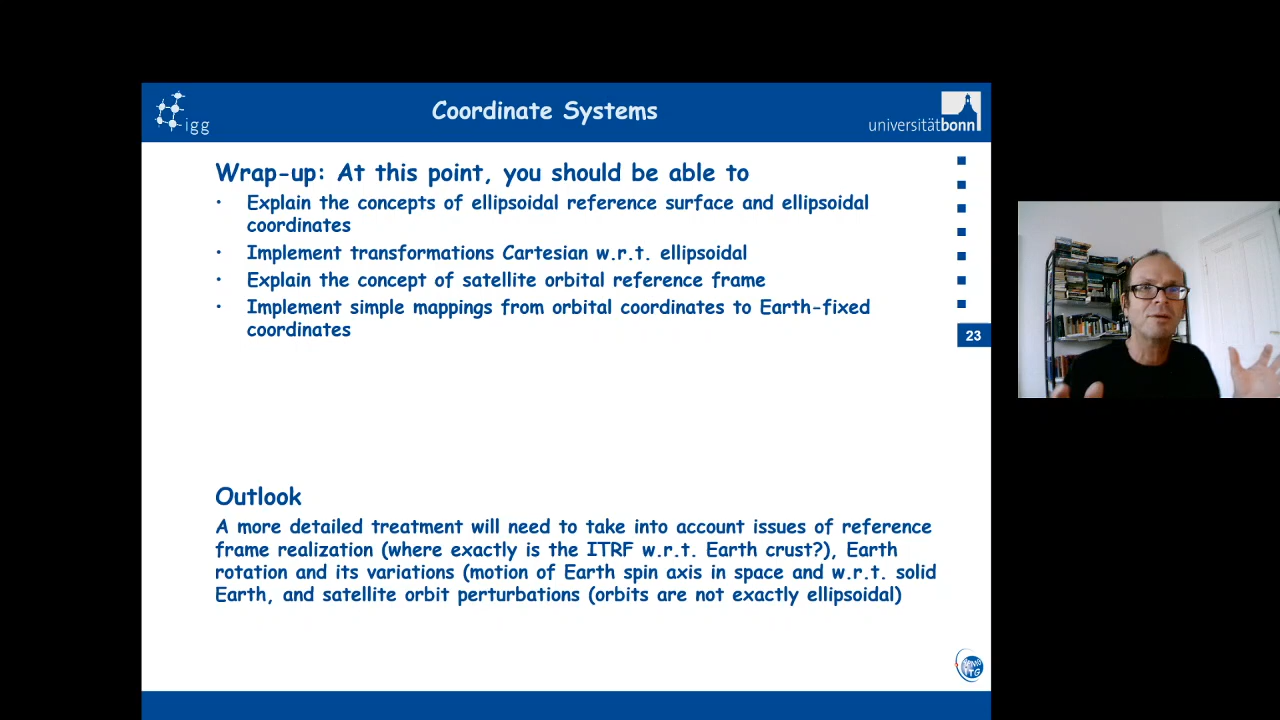 igg
Coordinate Systems
universitätbonn
Wrap-up: At this point, you should be able to
• Explain the concepts of ellipsoidal reference surface and ellipsoidal
coordinates
• Implement transformations Cartesian w.r.t. ellipsoidal
• Explain the concept of satellite orbital reference frame
• Implement simple mappings from orbital coordinates to Earth-fixed
coordinates
23
Outlook
A more detailed treatment will need to take into account issues of reference
frame realization (where exactly is the ITRF w.r.t. Earth crust?), Earth
rotation and its variations (motion of Earth spin axis in space and w.r.t. solid
Earth, and satellite orbit perturbations (orbits are not exactly ellipsoidal)
ITG